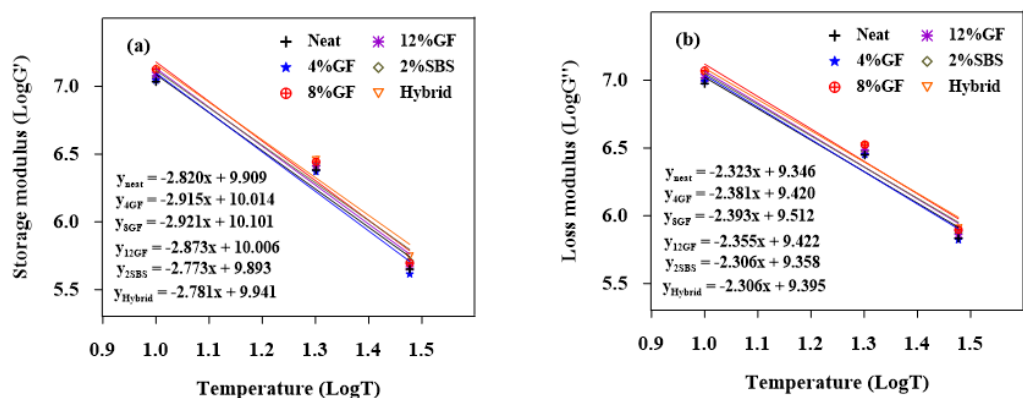 (a)
Neat
4%GF
8%GF
12%GF
2%SBS
Hybrid
Storage modulus (LogG')
7.0
6.5
6.0
5.5
y_neat = -2.820x + 9.909
y_4GF = -2.915x + 10.014
y_8GF = -2.921x + 10.101
y_12GF = -2.873x + 10.006
y_2SBS = -2.773x + 9.893
y_Hybrid = -2.781x + 9.941
0.9 1.0 1.1 1.2 1.3 1.4 1.5
Temperature (LogT)
(b)
Neat
4%GF
8%GF
12%GF
2%SBS
Hybrid
Loss modulus (LogG'')
7.0
6.5
6.0
5.5
y_neat = -2.323x + 9.346
y_4GF = -2.381x + 9.420
y_8GF = -2.393x + 9.512
y_12GF = -2.355x + 9.422
y_2SBS = -2.306x + 9.358
y_Hybrid = -2.306x + 9.395
0.9 1.0 1.1 1.2 1.3 1.4 1.5
Temperature (LogT)